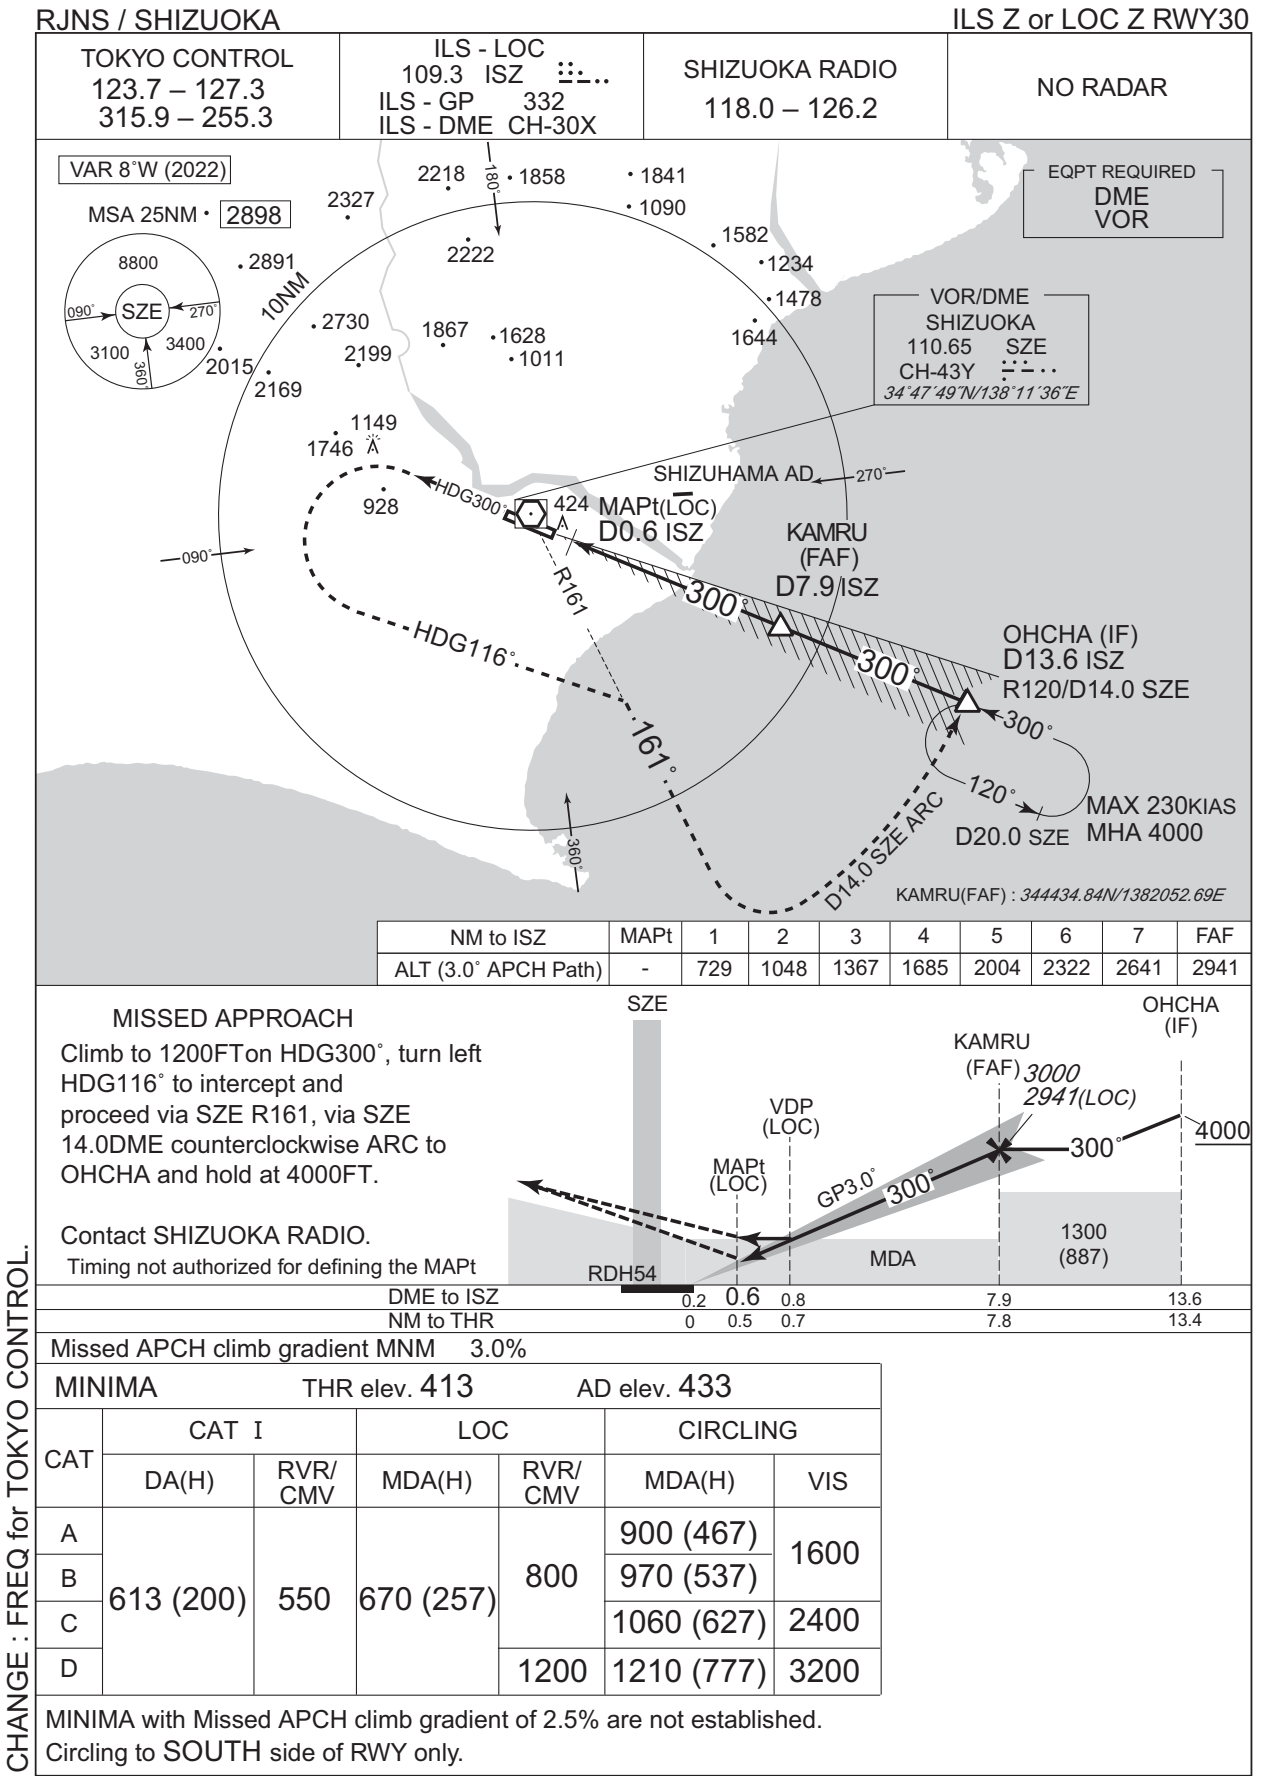 RJNS / SHIZUOKA
ILS Z or LOC Z RWY30
TOKYO CONTROL
123.7 – 127.3
315.9 – 255.3
ILS - LOC
109.3 ISZ
ILS - GP 332
ILS - DME CH-30X
SHIZUOKA RADIO
118.0 – 126.2
NO RADAR
VAR 8˚W (2022)
MSA 25NM
2898
8800
SZE
090˚
270˚
3100
3400
360˚
EQPT REQUIRED
DME
VOR
VOR/DME
SHIZUOKA
110.65 SZE
CH-43Y
34˚47´49˝N/138˚11´36˝E
10NM
180˚
2218
1858
1841
1090
2327
2222
1582
1234
2891
1478
2730
1867
1628
1644
2199
1011
2015
2169
1149
1746
928
HDG300˚
424
SHIZUHAMA AD
270˚
MAPt(LOC)
D0.6 ISZ
KAMRU
(FAF)
D7.9 ISZ
090˚
R161
300˚
HDG116˚
300˚
OHCHA (IF)
D13.6 ISZ
R120/D14.0 SZE
161˚
300˚
120˚
MAX 230KIAS
MHA 4000
D20.0 SZE
D14.0 SZE ARC
360˚
KAMRU(FAF) : 344434.84N/1382052.69E
NM to ISZ MAPt 1 2 3 4 5 6 7 FAF
ALT (3.0˚ APCH Path) - 729 1048 1367 1685 2004 2322 2641 2941
MISSED APPROACH
Climb to 1200FTon HDG300˚, turn left
HDG116˚ to intercept and
proceed via SZE R161, via SZE
14.0DME counterclockwise ARC to
OHCHA and hold at 4000FT.
Contact SHIZUOKA RADIO.
Timing not authorized for defining the MAPt
SZE
OHCHA
(IF)
KAMRU
(FAF)
3000
2941(LOC)
VDP
(LOC)
4000
300˚
MAPt
(LOC)
GP3.0˚
300˚
1300
(887)
MDA
RDH54
DME to ISZ 0.2 0.6 0.8 7.9 13.6
NM to THR 0 0.5 0.7 7.8 13.4
Missed APCH climb gradient MNM 3.0%
MINIMA THR elev. 413 AD elev. 433
CAT
CAT I LOC CIRCLING
DA(H) RVR/CMV MDA(H) RVR/CMV MDA(H) VIS
A 900 (467)
1600
B 970 (537)
613 (200) 550 670 (257) 800
C 1060 (627) 2400
D 1200 1210 (777) 3200
MINIMA with Missed APCH climb gradient of 2.5% are not established.
Circling to SOUTH side of RWY only.
CHANGE : FREQ for TOKYO CONTROL.